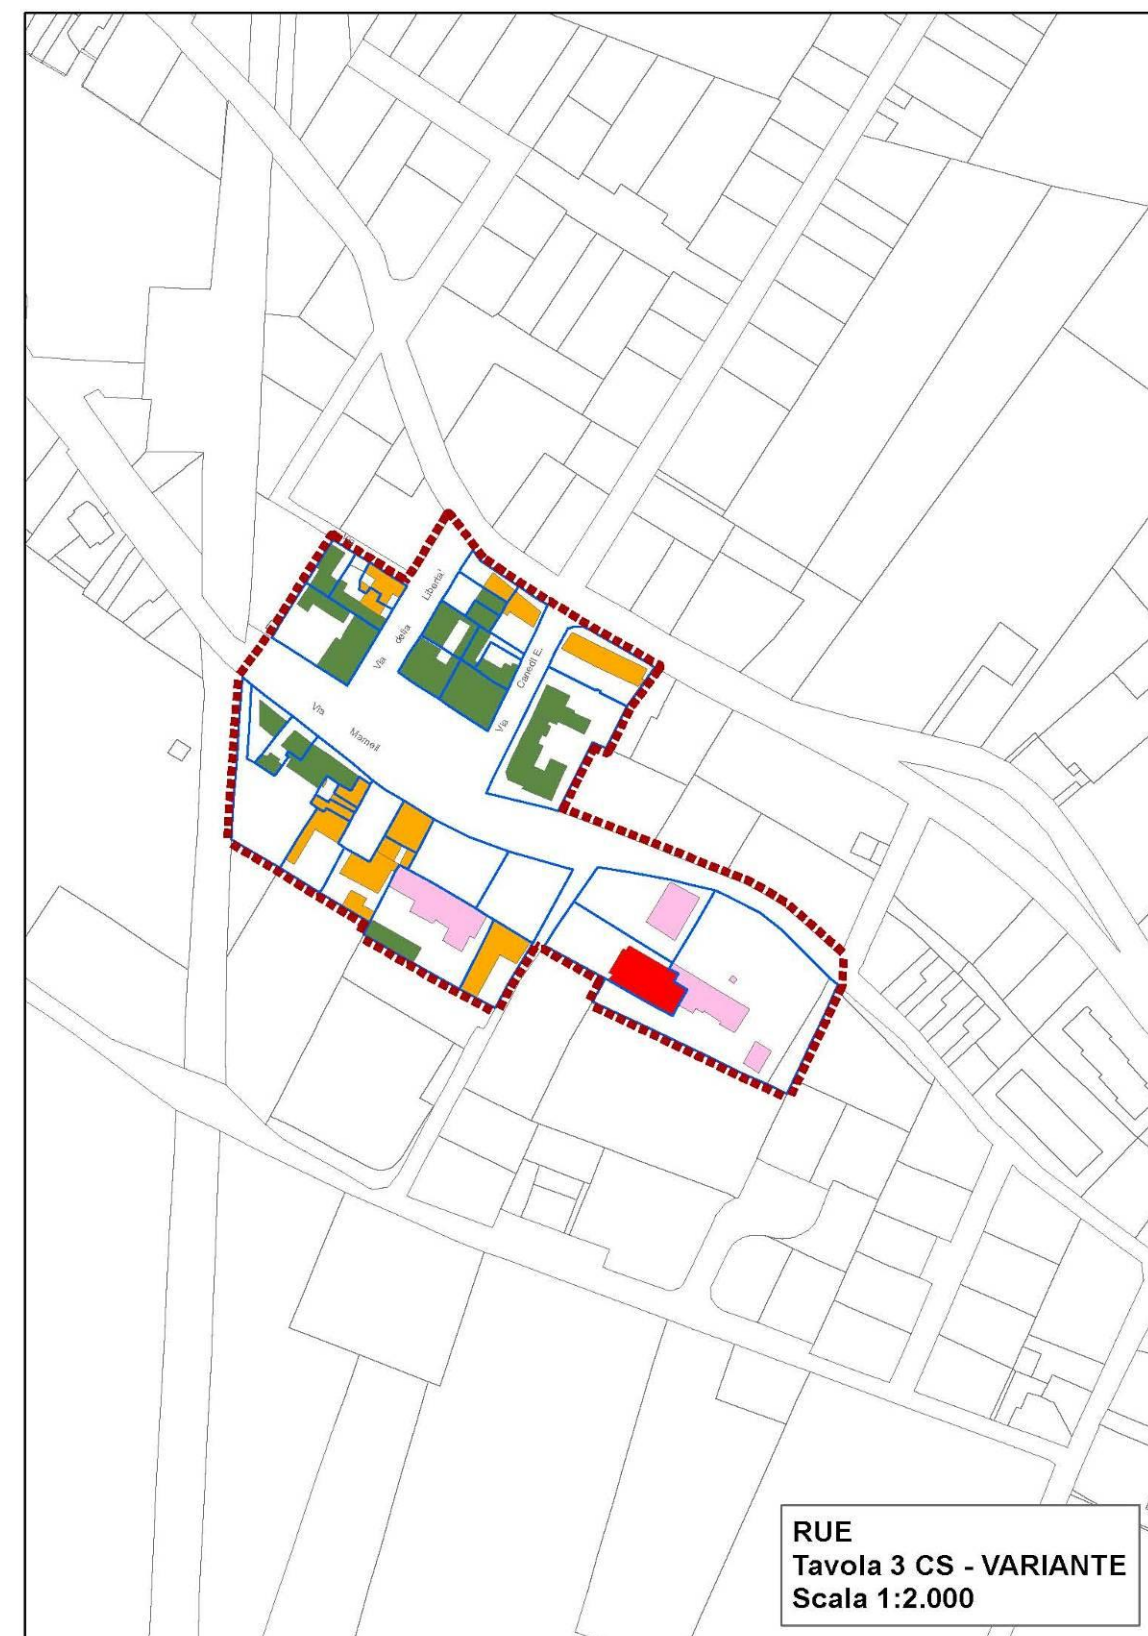 Via
della
Liberta'
Via
Canedi E.
Via
Mameli
RUE
Tavola 3 CS - VARIANTE
Scala 1:2.000